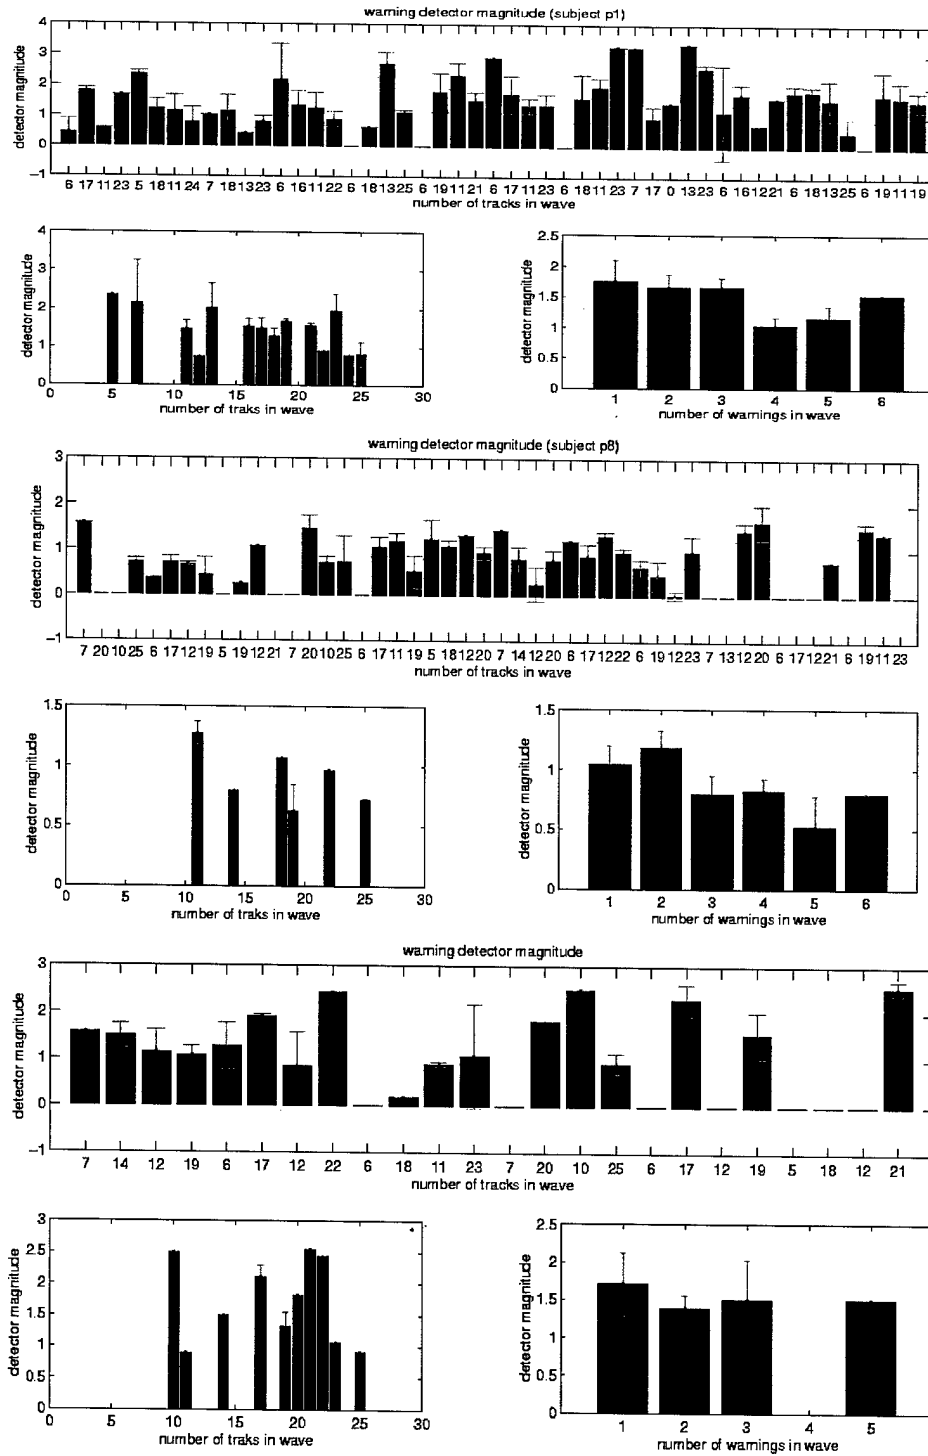 warning detector magnitude (subject p1)
4
3
2
1
0
−1
detector magnitude
6 17 11 23 5 18 11 24 7 18 13 23 6 16 11 22 6 18 13 25 6 19 11 21 6 17 11 23 6 18 11 23 7 17 0 13 23 6 16 12 21 6 18 13 25 6 19 11 19
number of tracks in wave
4
3
2
1
0
detector magnitude
0 5 10 15 20 25 30
number of traks in wave
2.5
2
1.5
1
0.5
0
detector magnitude
1 2 3 4 5 6
number of warnings in wave
warning detector magnitude (subject p8)
3
2
1
0
−1
detector magnitude
7 20 10 25 6 17 12 19 5 19 12 21 7 20 10 25 6 17 11 19 5 18 12 20 7 14 12 20 6 17 12 22 6 19 12 23 7 13 12 20 6 17 12 21 6 19 11 23
number of tracks in wave
1.5
1
0.5
0
detector magnitude
0 5 10 15 20 25 30
number of traks in wave
1.5
1
0.5
0
detector magnitude
1 2 3 4 5 6
number of warnings in wave
warning detector magnitude
3
2
1
0
−1
detector magnitude
7 14 12 19 6 17 12 22 6 18 11 23 7 20 10 25 6 17 12 19 5 18 12 21
number of tracks in wave
3
2.5
2
1.5
1
0.5
0
detector magnitude
0 5 10 15 20 25 30
number of traks in wave
2.5
2
1.5
1
0.5
0
detector magnitude
1 2 3 4 5
number of warnings in wave